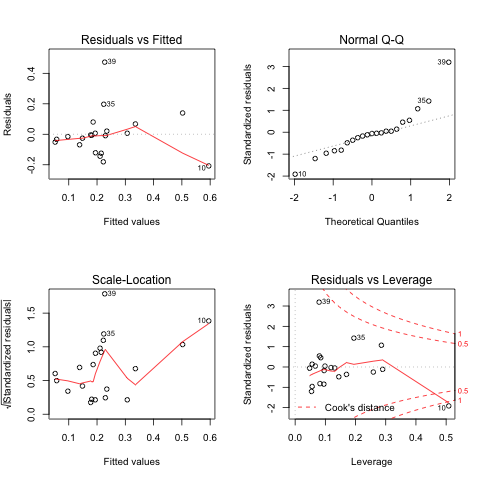 Residuals vs Fitted
Residuals
-0.2 0.0 0.2 0.4
39
35
10
0.1 0.2 0.3 0.4 0.5 0.6
Fitted values
Normal Q-Q
Standardized residuals
-2 -1 0 1 2 3
39
35
10
-2 -1 0 1 2
Theoretical Quantiles
Scale-Location
√|Standardized residuals|
0.0 0.5 1.0 1.5
39
10
35
0.1 0.2 0.3 0.4 0.5 0.6
Fitted values
Residuals vs Leverage
Standardized residuals
-2 -1 0 1 2 3
39
35
1
0.5
0.5
1
10
Cook's distance
0.0 0.1 0.2 0.3 0.4 0.5
Leverage